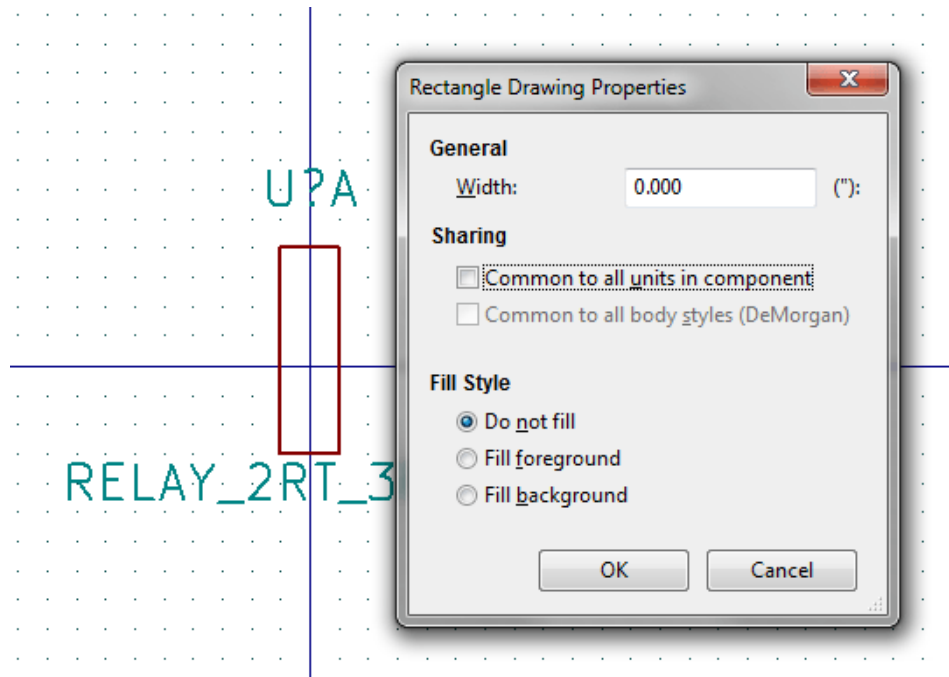 U?A
RELAY_2RT_3
Rectangle Drawing Properties
General
Width: 0.000 ("):
Sharing
Common to all units in component
Common to all body styles (DeMorgan)
Fill Style
Do not fill
Fill foreground
Fill background
OK Cancel